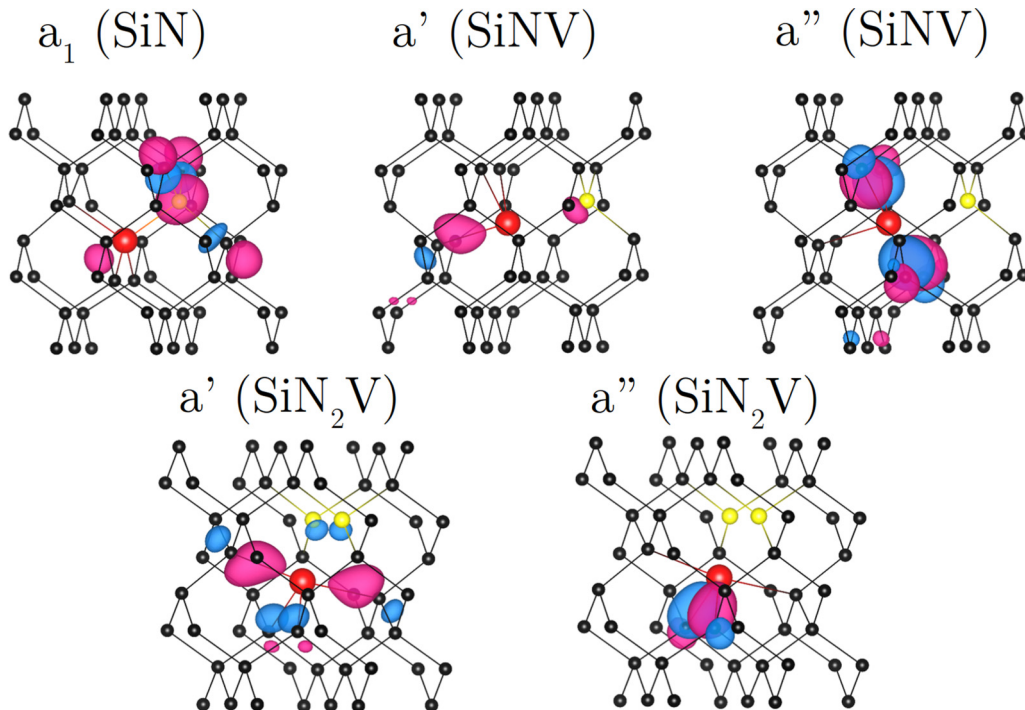 a₁ (SiN)
a' (SiNV)
a" (SiNV)
a' (SiN₂V)
a" (SiN₂V)